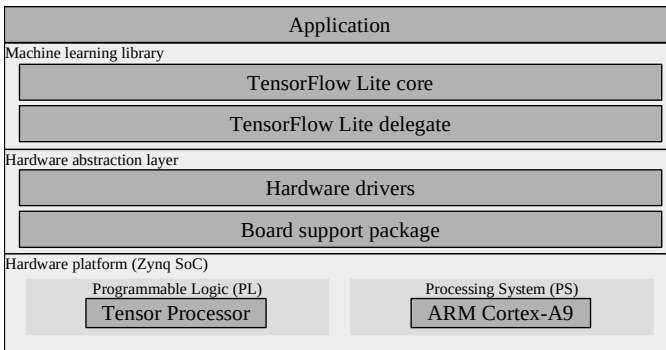 Application
Machine learning library
TensorFlow Lite core
TensorFlow Lite delegate
Hardware abstraction layer
Hardware drivers
Board support package
Hardware platform (Zynq SoC)
Programmable Logic (PL)
Tensor Processor
Processing System (PS)
ARM Cortex-A9